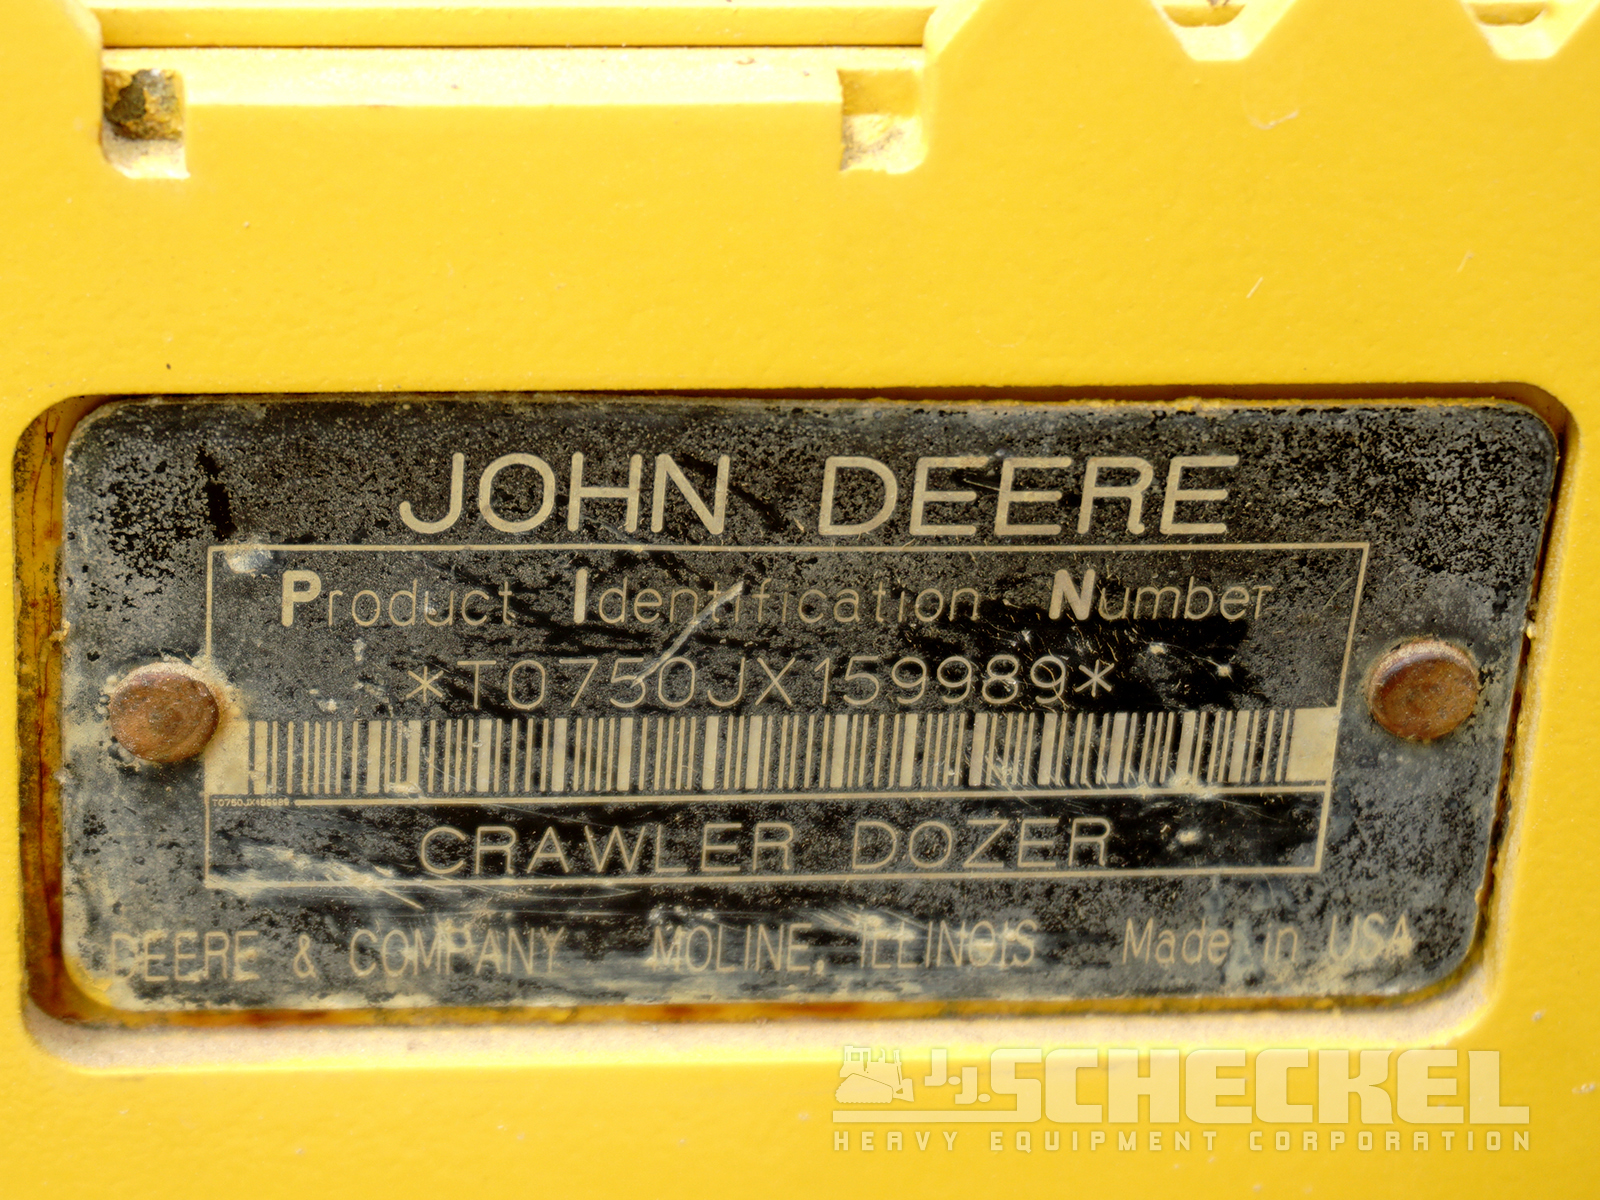 JOHN DEERE
Product Identification Number
*T0750JX159989*
T0750JX159989
CRAWLER DOZER
DEERE & COMPANY MOLINE, ILLINOIS Made in USA
J.J. SCHECKEL
HEAVY EQUIPMENT CORPORATION